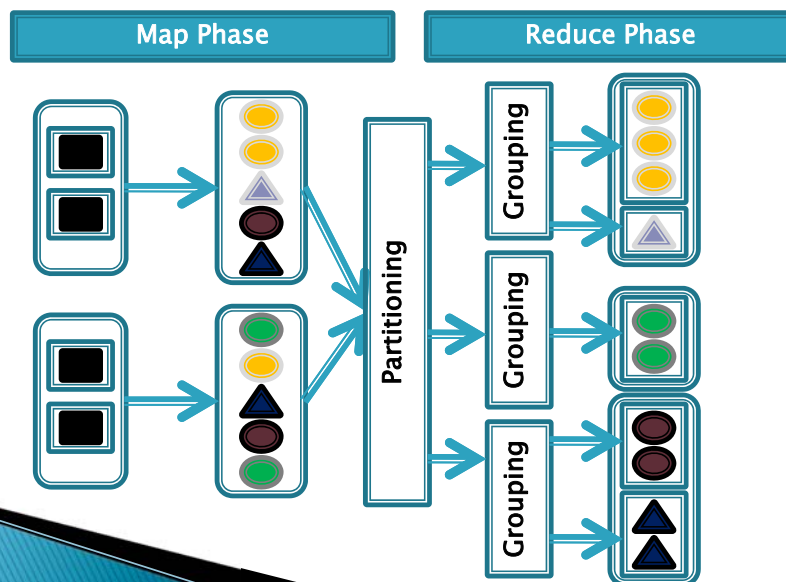 Map Phase
Reduce Phase
Partitioning
Grouping
Grouping
Grouping